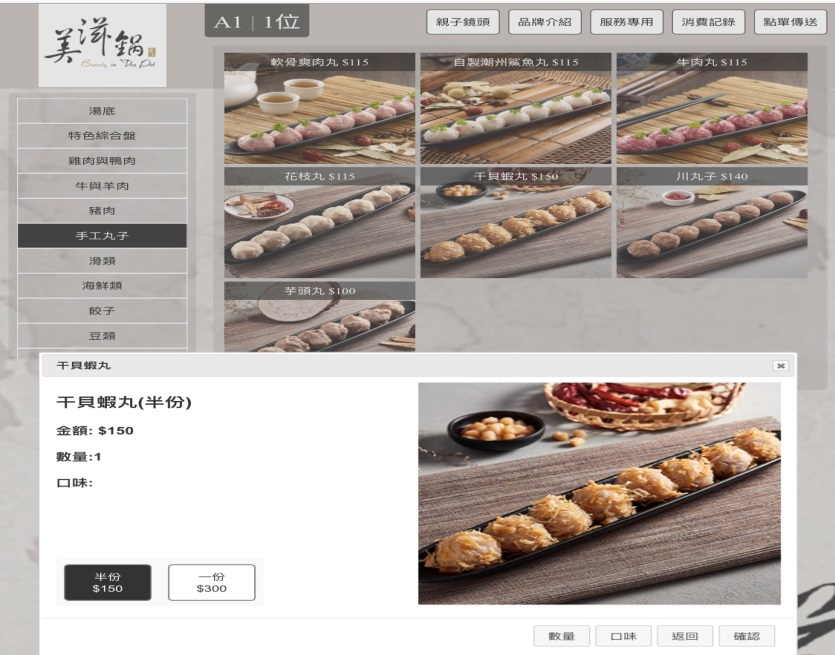 美滋鍋
Beauty in The Pot
A1 | 1位
親子鏡頭
品牌介紹
服務專用
消費記錄
點單傳送
湯底
特色綜合盤
雞肉與鴨肉
牛與羊肉
豬肉
手工丸子
滑類
海鮮類
餃子
豆類
軟骨爽肉丸 $115
自製潮州鯊魚丸 $115
牛肉丸 $115
花枝丸 $115
干貝蝦丸 $150
川丸子 $140
芋頭丸 $100
干貝蝦丸
干貝蝦丸(半份)
金額: $150
數量:1
口味:
半份
$150
一份
$300
數量
口味
返回
確認